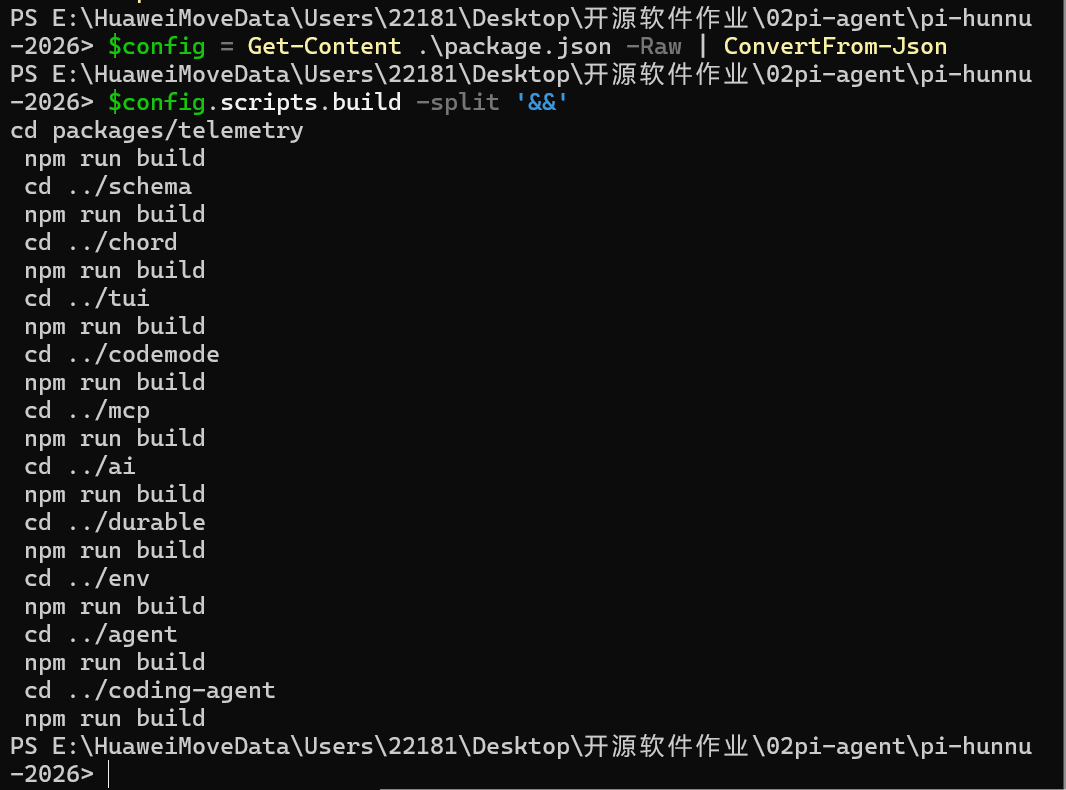 PS E:\HuaweiMoveData\Users\22181\Desktop\开源软件作业\02pi-agent\pi-hunnu
-2026> $config = Get-Content .\package.json -Raw | ConvertFrom-Json
PS E:\HuaweiMoveData\Users\22181\Desktop\开源软件作业\02pi-agent\pi-hunnu
-2026> $config.scripts.build -split '&&'
cd packages/telemetry
 npm run build
 cd ../schema
 npm run build
 cd ../chord
 npm run build
 cd ../tui
 npm run build
 cd ../codemode
 npm run build
 cd ../mcp
 npm run build
 cd ../ai
 npm run build
 cd ../durable
 npm run build
 cd ../env
 npm run build
 cd ../agent
 npm run build
 cd ../coding-agent
 npm run build
PS E:\HuaweiMoveData\Users\22181\Desktop\开源软件作业\02pi-agent\pi-hunnu
-2026>